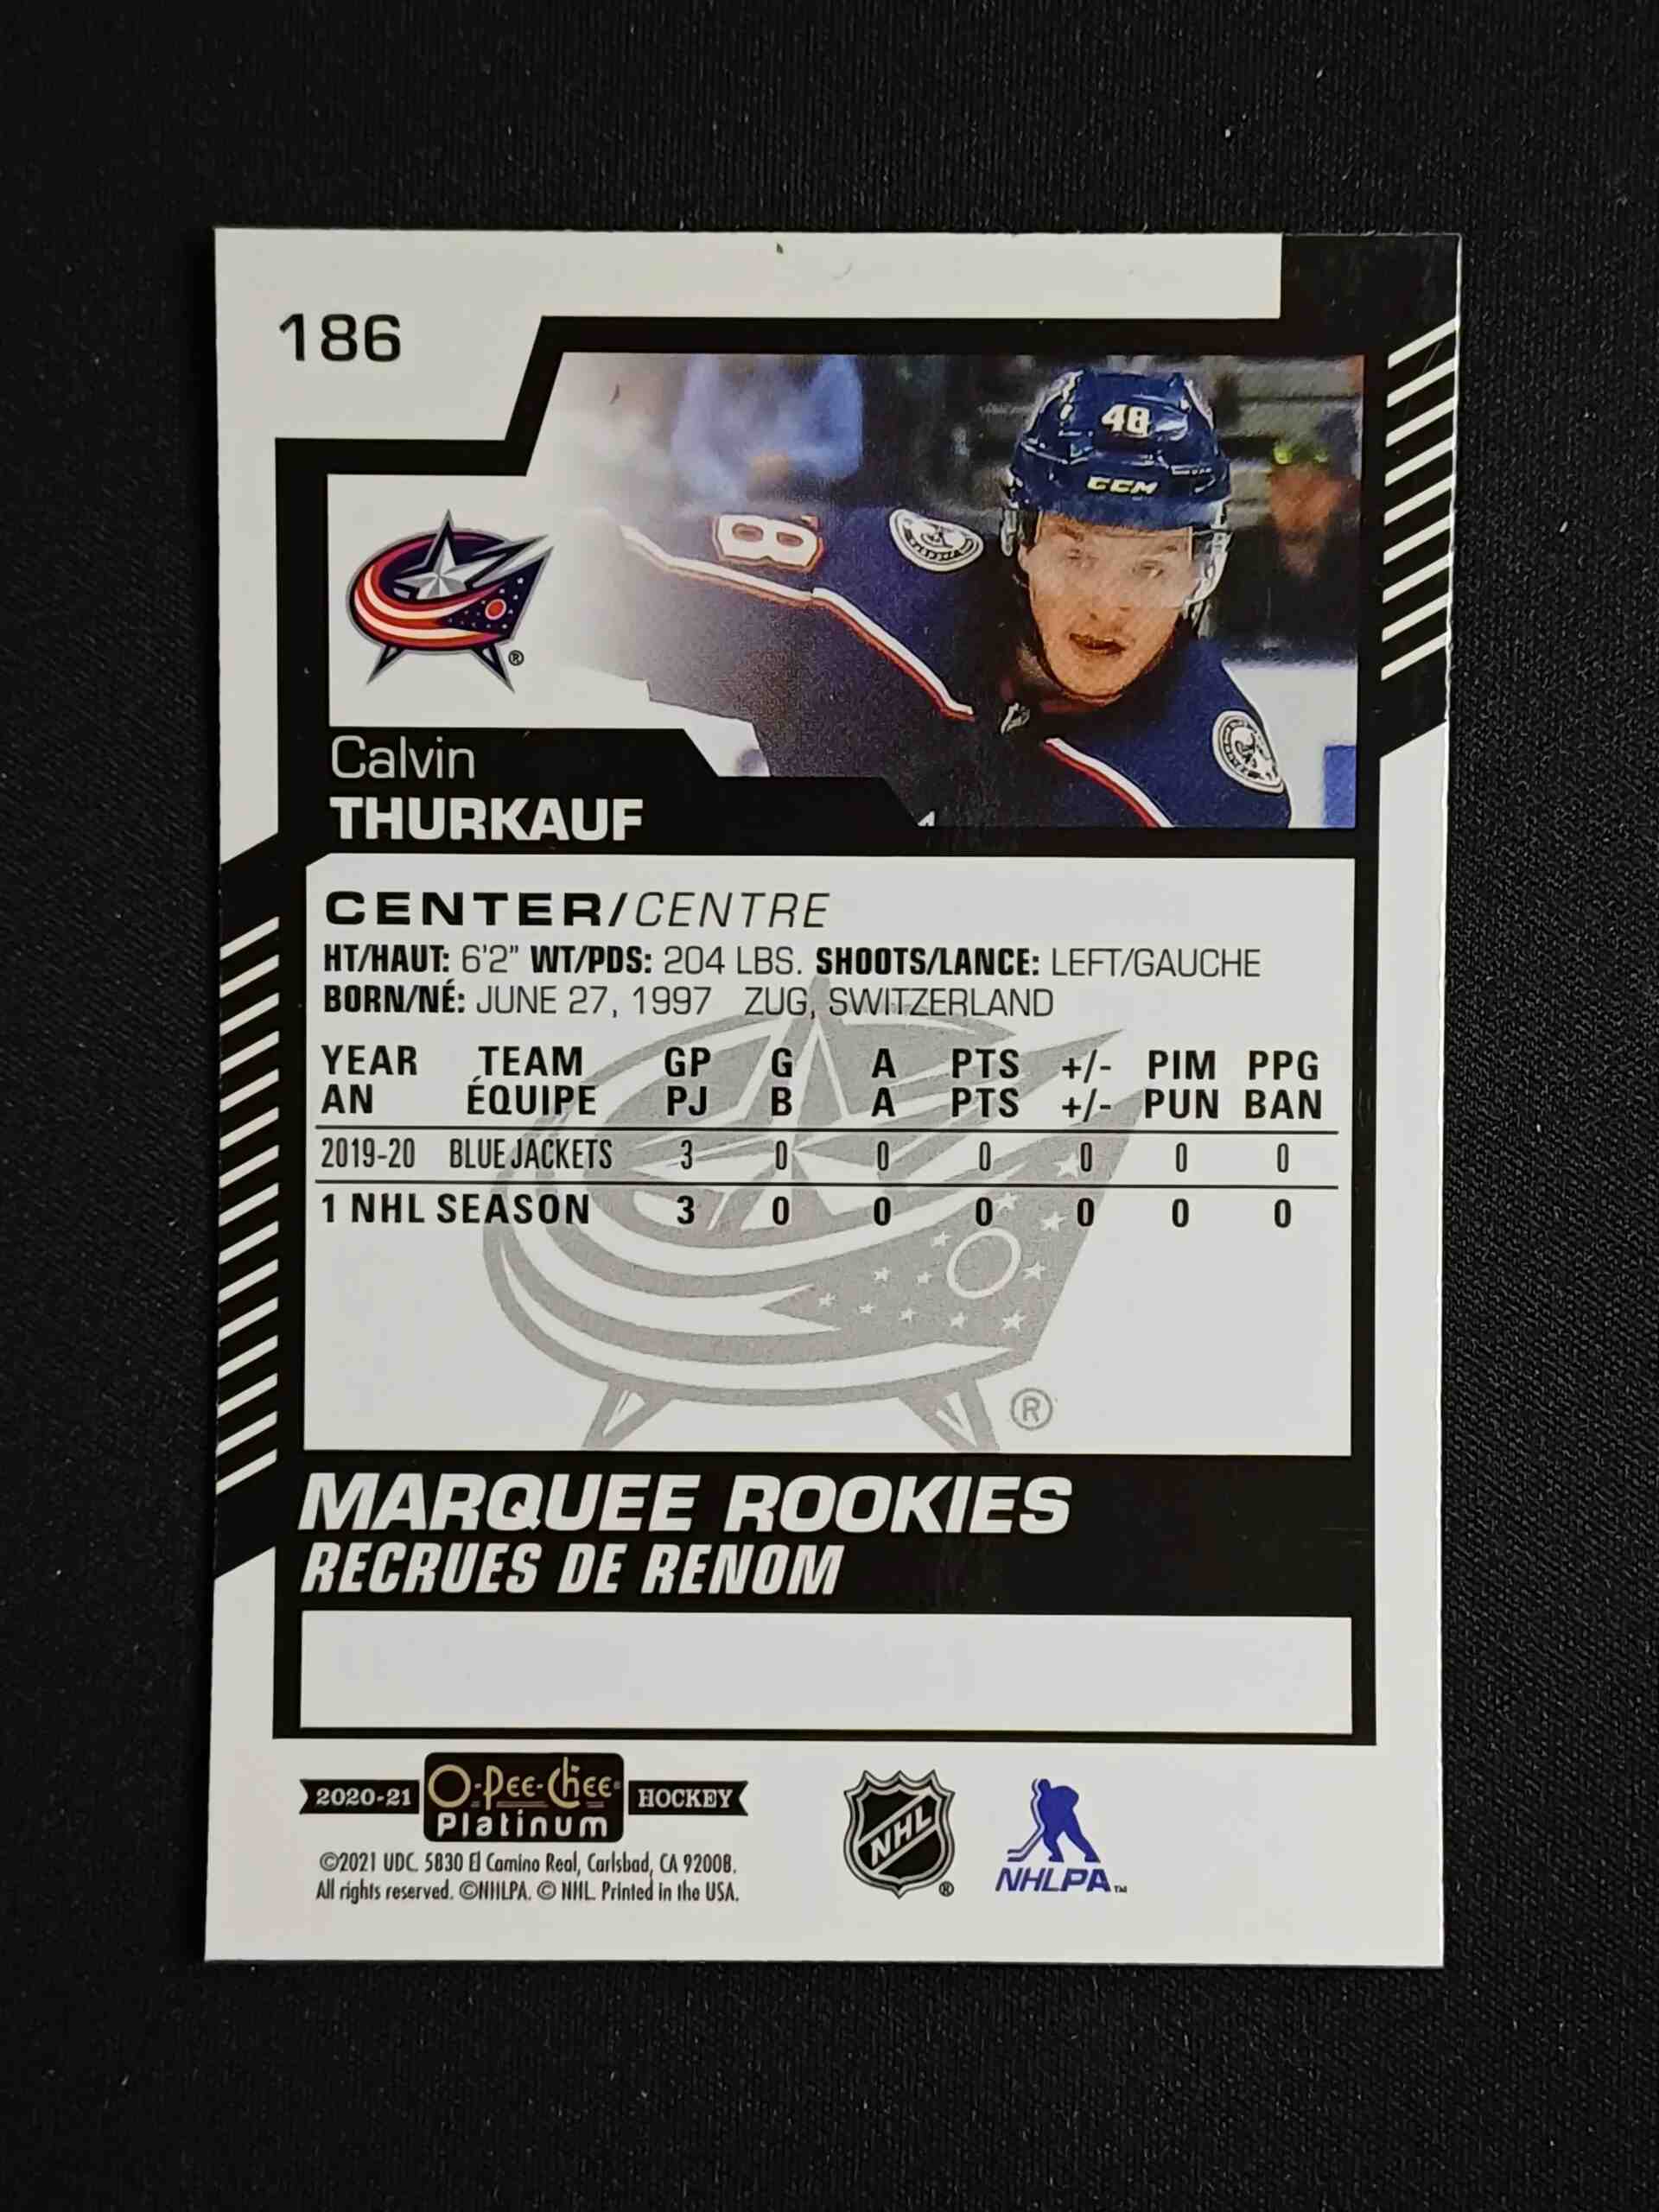 186
48
CCM
8
Calvin
THURKAUF
CENTER/CENTRE
HT/HAUT: 6'2" WT/PDS: 204 LBS. SHOOTS/LANCE: LEFT/GAUCHE
BORN/NÉ: JUNE 27, 1997 ZUG, SWITZERLAND
YEAR TEAM GP G A PTS +/- PIM PPG
AN ÉQUIPE PJ B A PTS +/- PUN BAN
2019-20 BLUE JACKETS 3 0 0 0 0 0 0
1 NHL SEASON 3 0 0 0 0 0 0
®
MARQUEE ROOKIES
RECRUES DE RENOM
2020-21 O-Pee-Chee Platinum HOCKEY
©2021 UDC. 5830 El Camino Real, Carlsbad, CA 92008.
All rights reserved. ©NHLPA. © NHL. Printed in the USA.
NHL ®
NHLPA™